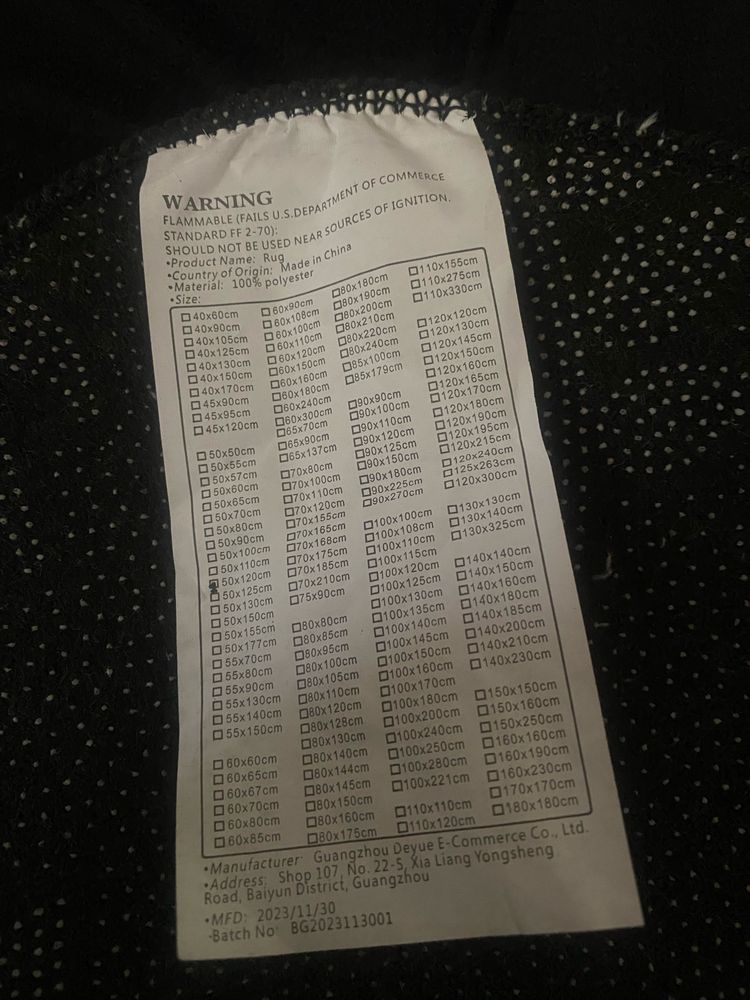 WARNING
FLAMMABLE (FAILS U.S.DEPARTMENT OF COMMERCE
STANDARD FF 2-70):
SHOULD NOT BE USED NEAR SOURCES OF IGNITION.
•Product Name: Rug
•Country of Origin: Made in China
•Material: 100% polyester
•Size:
40x60cm
40x90cm
40x105cm
40x125cm
40x130cm
40x150cm
40x170cm
45x90cm
45x95cm
45x120cm
50x50cm
50x55cm
50x57cm
50x60cm
50x65cm
50x70cm
50x80cm
50x90cm
50x100cm
50x110cm
50x120cm
50x125cm
50x130cm
50x150cm
50x155cm
50x177cm
55x70cm
55x80cm
55x90cm
55x130cm
55x140cm
55x150cm
60x60cm
60x65cm
60x67cm
60x70cm
60x80cm
60x85cm
60x90cm
60x108cm
60x100cm
60x110cm
60x120cm
60x150cm
60x160cm
60x180cm
60x240cm
60x300cm
65x70cm
65x90cm
65x137cm
70x80cm
70x100cm
70x110cm
70x120cm
70x155cm
70x165cm
70x168cm
70x175cm
70x185cm
70x210cm
75x90cm
80x80cm
80x85cm
80x95cm
80x100cm
80x105cm
80x110cm
80x120cm
80x128cm
80x130cm
80x140cm
80x144cm
80x145cm
80x150cm
80x160cm
80x175cm
80x180cm
80x190cm
80x200cm
80x210cm
80x220cm
80x240cm
85x100cm
85x179cm
90x90cm
90x100cm
90x110cm
90x120cm
90x125cm
90x150cm
90x180cm
90x225cm
90x270cm
100x100cm
100x108cm
100x110cm
100x115cm
100x120cm
100x125cm
100x130cm
100x135cm
100x140cm
100x145cm
100x150cm
100x160cm
100x170cm
100x180cm
100x200cm
100x240cm
100x250cm
100x280cm
100x221cm
110x110cm
110x120cm
110x155cm
110x275cm
110x330cm
120x120cm
120x130cm
120x145cm
120x150cm
120x160cm
120x165cm
120x170cm
120x180cm
120x190cm
120x195cm
120x215cm
120x240cm
125x263cm
120x300cm
130x130cm
130x140cm
130x325cm
140x140cm
140x150cm
140x160cm
140x180cm
140x185cm
140x200cm
140x210cm
140x230cm
150x150cm
150x160cm
150x250cm
160x160cm
160x190cm
160x230cm
170x170cm
180x180cm
•Manufacturer: Guangzhou Deyue E-Commerce Co., Ltd.
•Address: Shop 107, No. 22-5, Xia Liang Yongsheng
Road, Baiyun District, Guangzhou
•MFD: 2023/11/30
•Batch No: BG2023113001